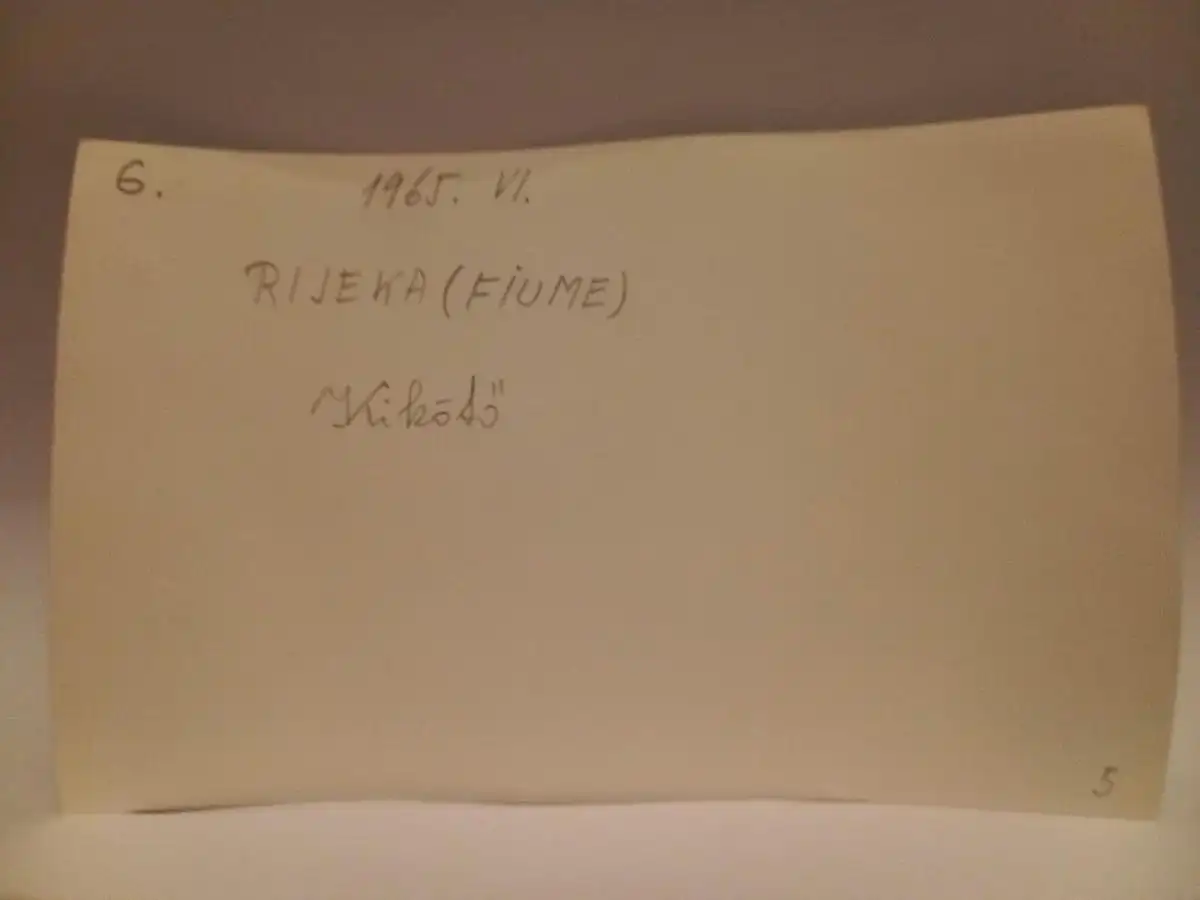 6. 1965. VI.
RIJEKA (FIUME)
Kikötő
5